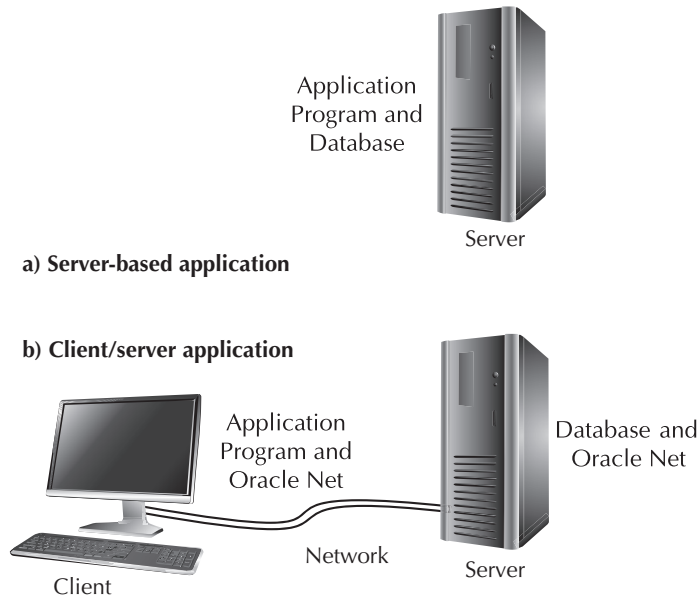 Application
Program and
Database
Server
a) Server-based application
b) Client/server application
Application
Program and
Oracle Net
Database and
Oracle Net
Network
Server
Client